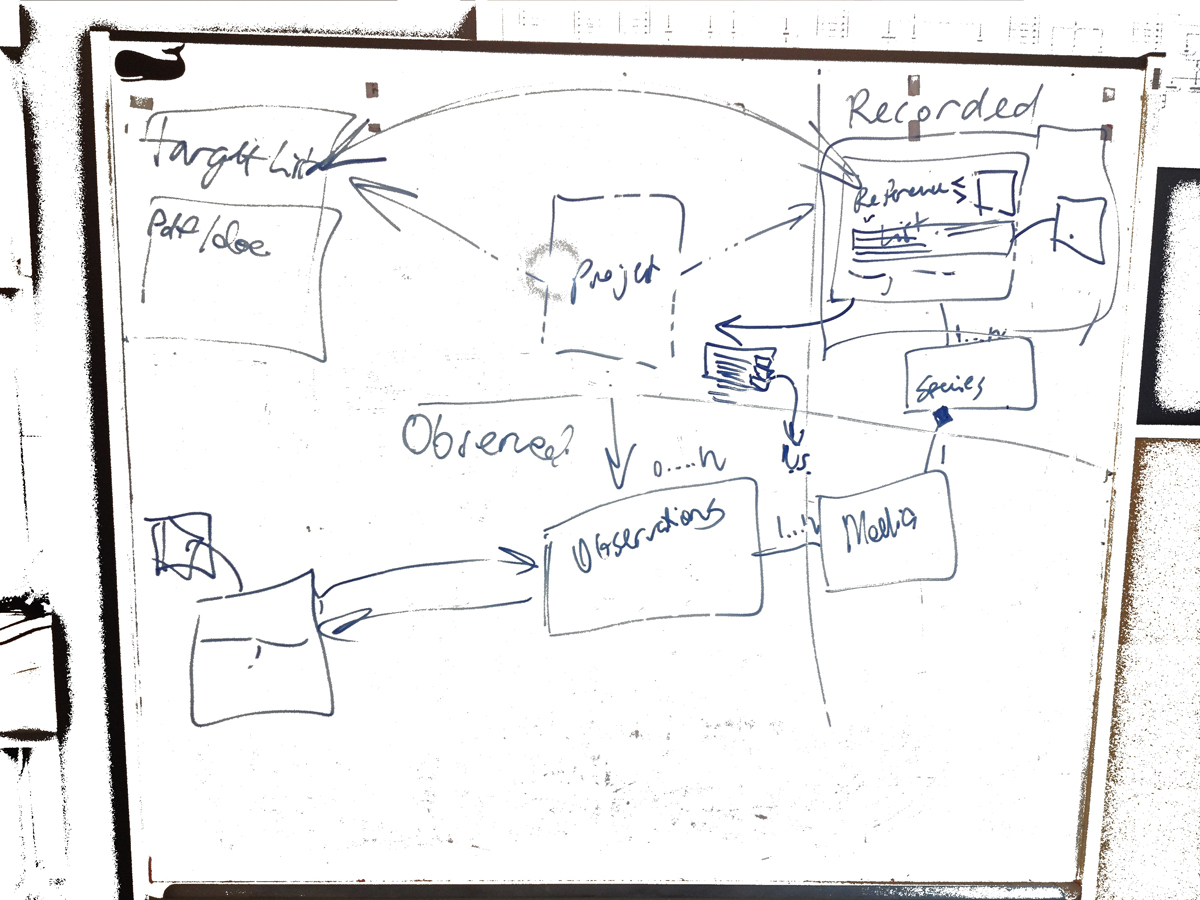 Recorded
Target List
Reference
List
Pdf/doc
Project
1...n
Species
Observed?
0....n
1
Observations
1...n
Media